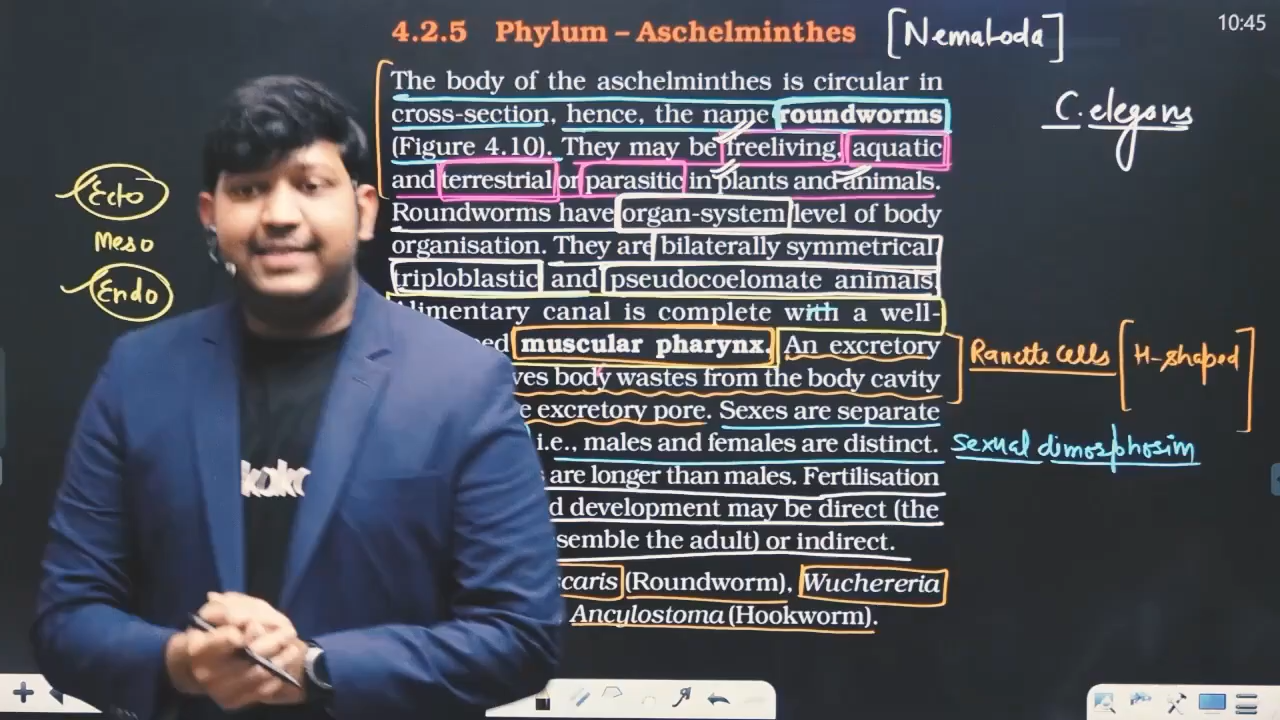 4.2.5 Phylum – Aschelminthes [Nematoda]
10:45
The body of the aschelminthes is circular in
cross-section, hence, the name roundworms
(Figure 4.10). They may be freeliving, aquatic
and terrestrial or parasitic in plants and animals.
Roundworms have organ-system level of body
organisation. They are bilaterally symmetrical,
triploblastic and pseudocoelomate animals.
limentary canal is complete with a well-
ed muscular pharynx. An excretory
ves body wastes from the body cavity
e excretory pore. Sexes are separate
i.e., males and females are distinct.
are longer than males. Fertilisation
d development may be direct (the
semble the adult) or indirect.
caris (Roundworm), Wuchereria
Ancylostoma (Hookworm).
C. elegans
Ecto
Meso
Endo
Ranette cells [H-shaped]
Sexual dimosphosim